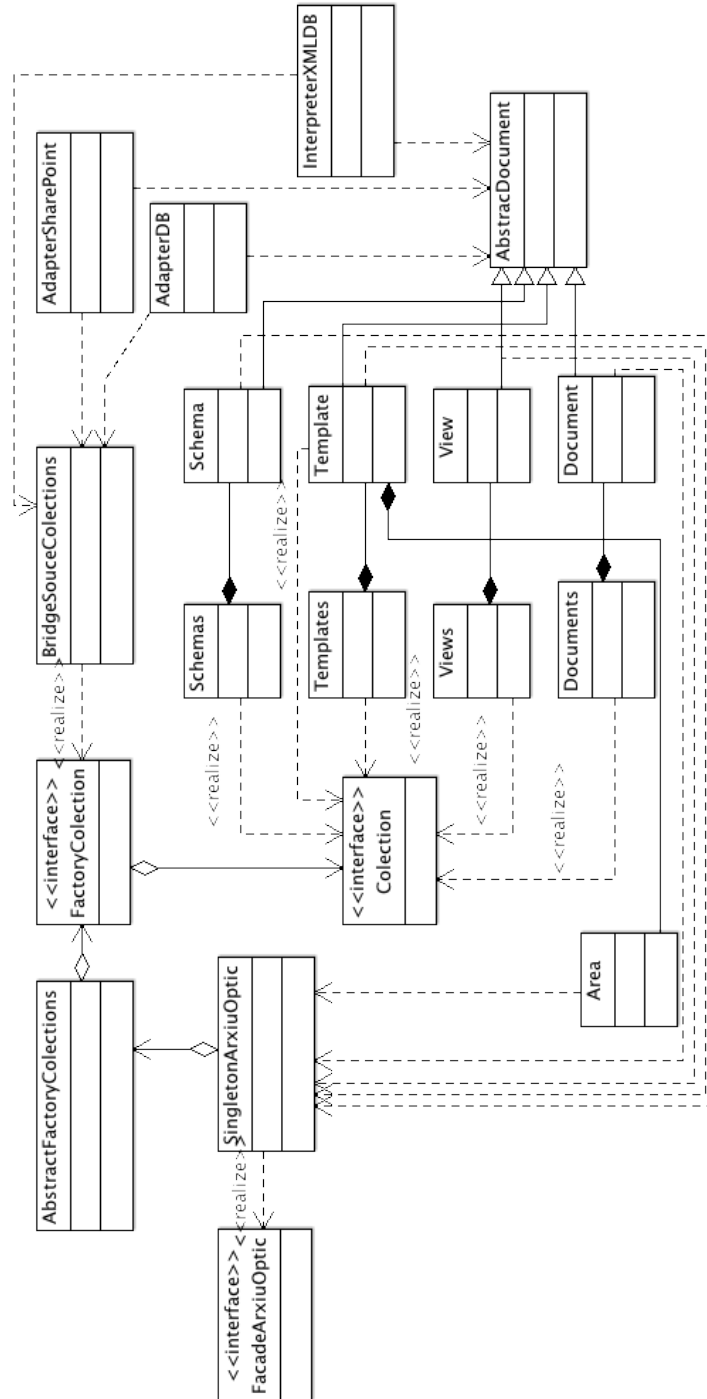 InterpreterXMLDB
AdapterSharePoint
AdapterDB
AbstracDocument
BridgeSouceColections
Schema
Template
View
Document
<<realize>>
Schemas
Templates
Views
Documents
<<realize>>
<<realize>>
<<realize>>
<<realize>>
<<realize>>
<<interface>>
FactoryColection
<<interface>>
Colection
AbstractFactoryColections
SingletonArxiuOptic
Area
<<realize>>
<<interface>>
FacadeArxiuOptic